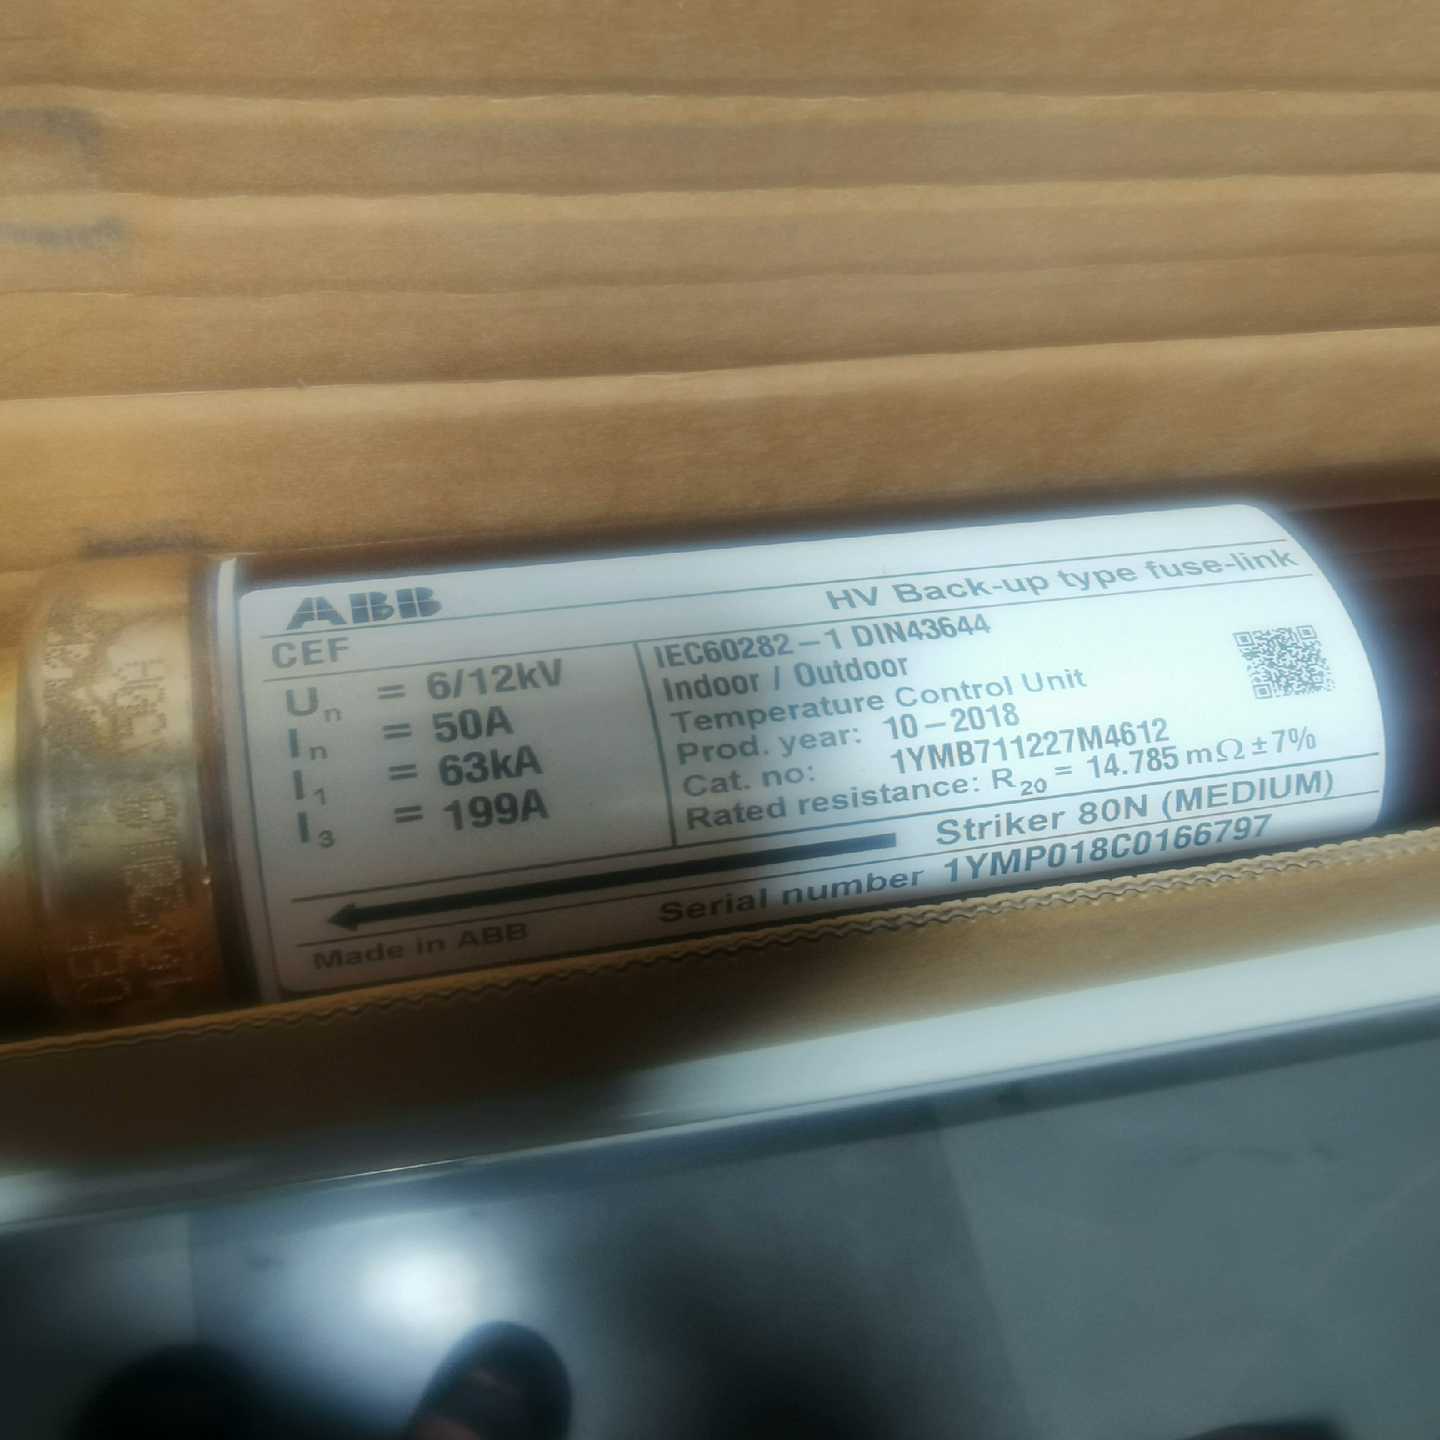 ABB
HV Back-up type fuse-link
CEF
Un = 6/12kV
In = 50A
I1 = 63kA
I3 = 199A
IEC60282-1 DIN43644
Indoor / Outdoor
Temperature Control Unit
Prod. year: 10-2018
Cat. no: 1YMB711227M4612
Rated resistance: R20 = 14.785 mΩ ±7%
Striker 80N (MEDIUM)
Serial number 1YMP018C0166797
Made in ABB
CEF